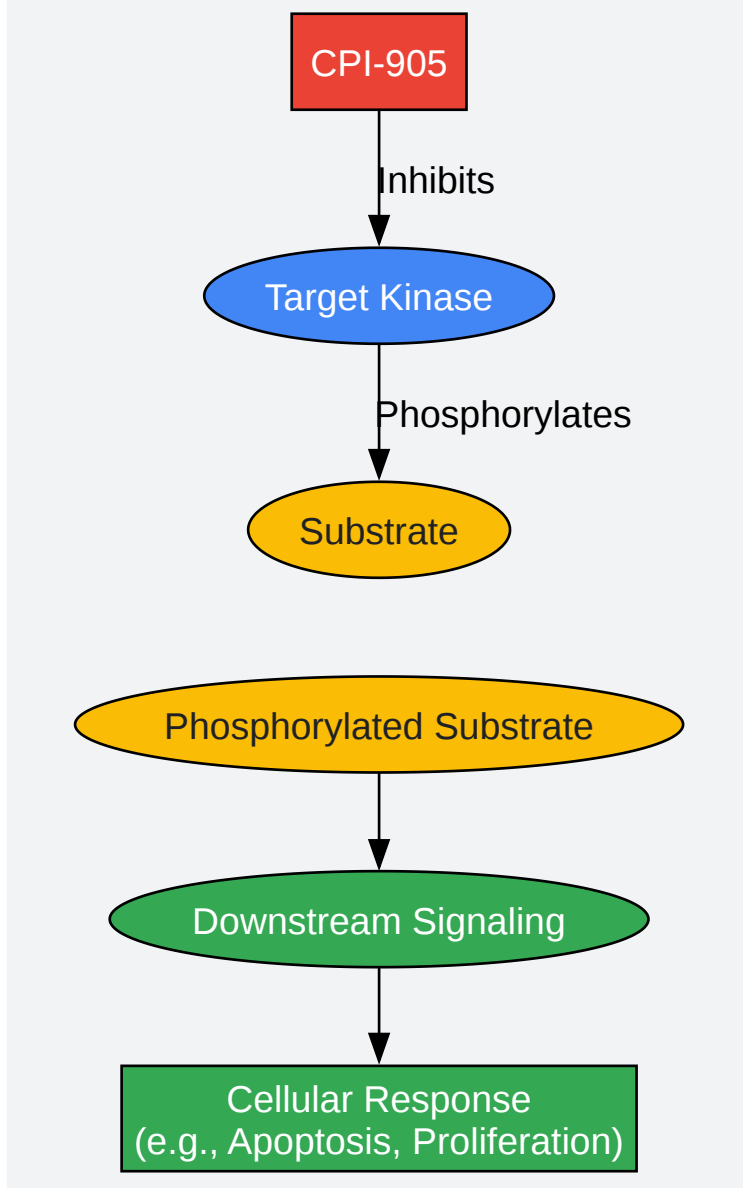 CPI-905
Inhibits
Target Kinase
Phosphorylates
Substrate
Phosphorylated Substrate
Downstream Signaling
Cellular Response
(e.g., Apoptosis, Proliferation)